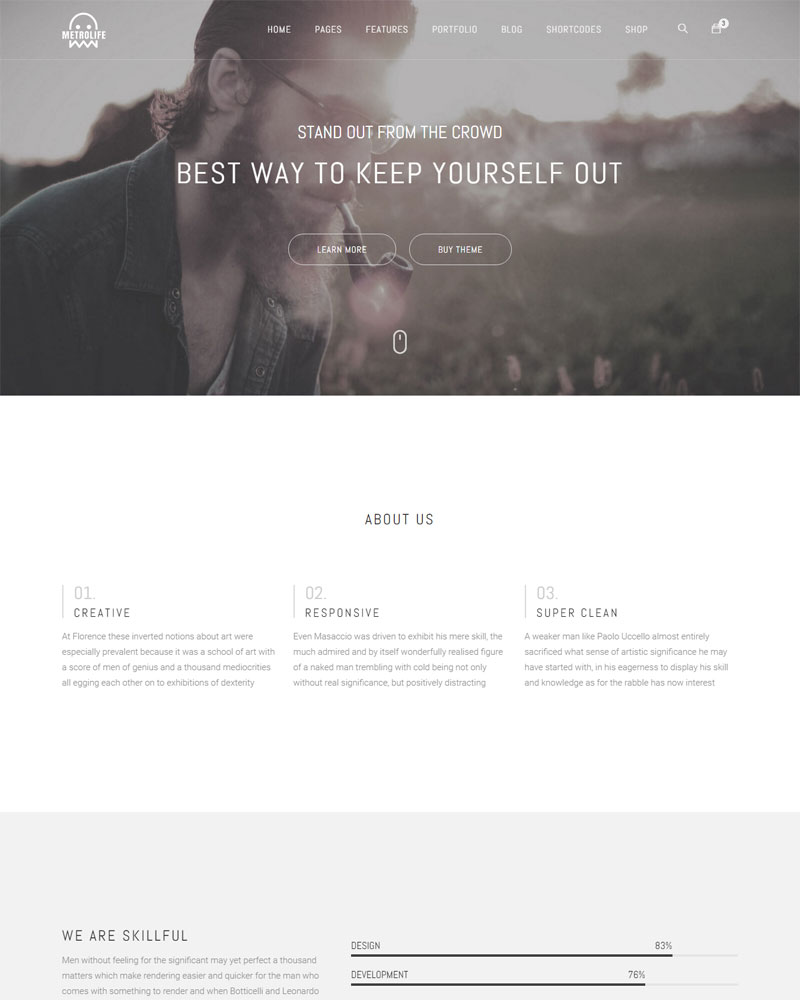 METROLIFE
HOME PAGES FEATURES PORTFOLIO BLOG SHORTCODES SHOP 3
STAND OUT FROM THE CROWD
BEST WAY TO KEEP YOURSELF OUT
LEARN MORE BUY THEME
ABOUT US
01.
CREATIVE
At Florence these inverted notions about art were
especially prevalent because it was a school of art with
a score of men of genius and a thousand mediocrities
all egging each other on to exhibitions of dexterity
02.
RESPONSIVE
Even Masaccio was driven to exhibit his mere skill, the
much admired and by itself wonderfully realised figure
of a naked man trembling with cold being not only
without real significance, but positively distracting
03.
SUPER CLEAN
A weaker man like Paolo Uccello almost entirely
sacrificed what sense of artistic significance he may
have started with, in his eagerness to display his skill
and knowledge as for the rabble has now interest
WE ARE SKILLFUL
Men without feeling for the significant may yet perfect a thousand
matters which make rendering easier and quicker for the man who
comes with something to render and when Botticelli and Leonardo
DESIGN 83%
DEVELOPMENT 76%